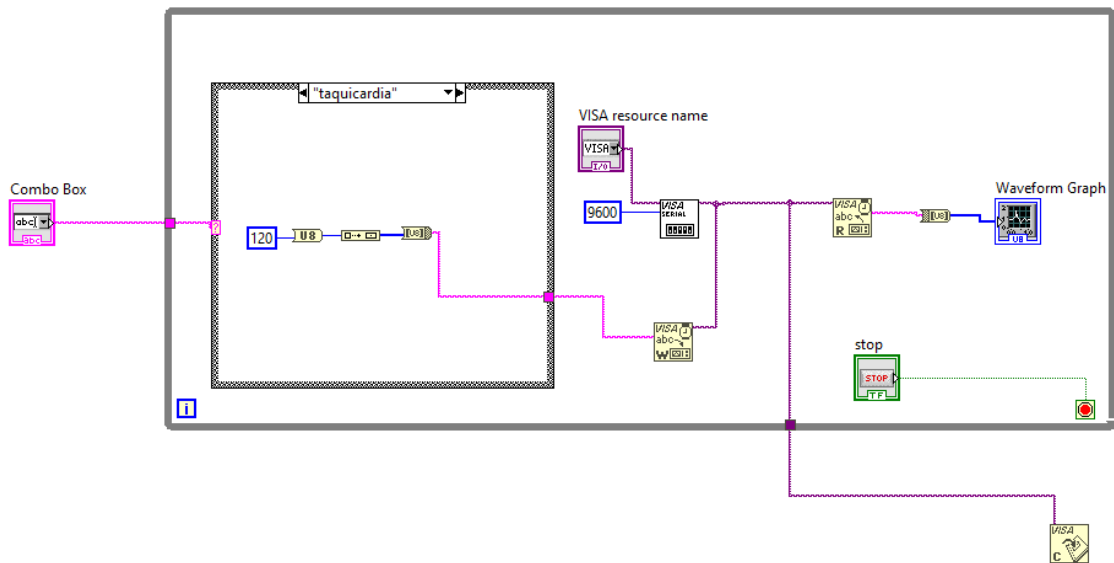 "taquicardia"
VISA resource name
VISA
I/O
Combo Box
abc
abc
?
120
U8
[U8]
9600
VISA
SERIAL
VISA
abc
R
[U8]
Waveform Graph
U8
VISA
abc
W
stop
STOP
TF
i
VISA
C